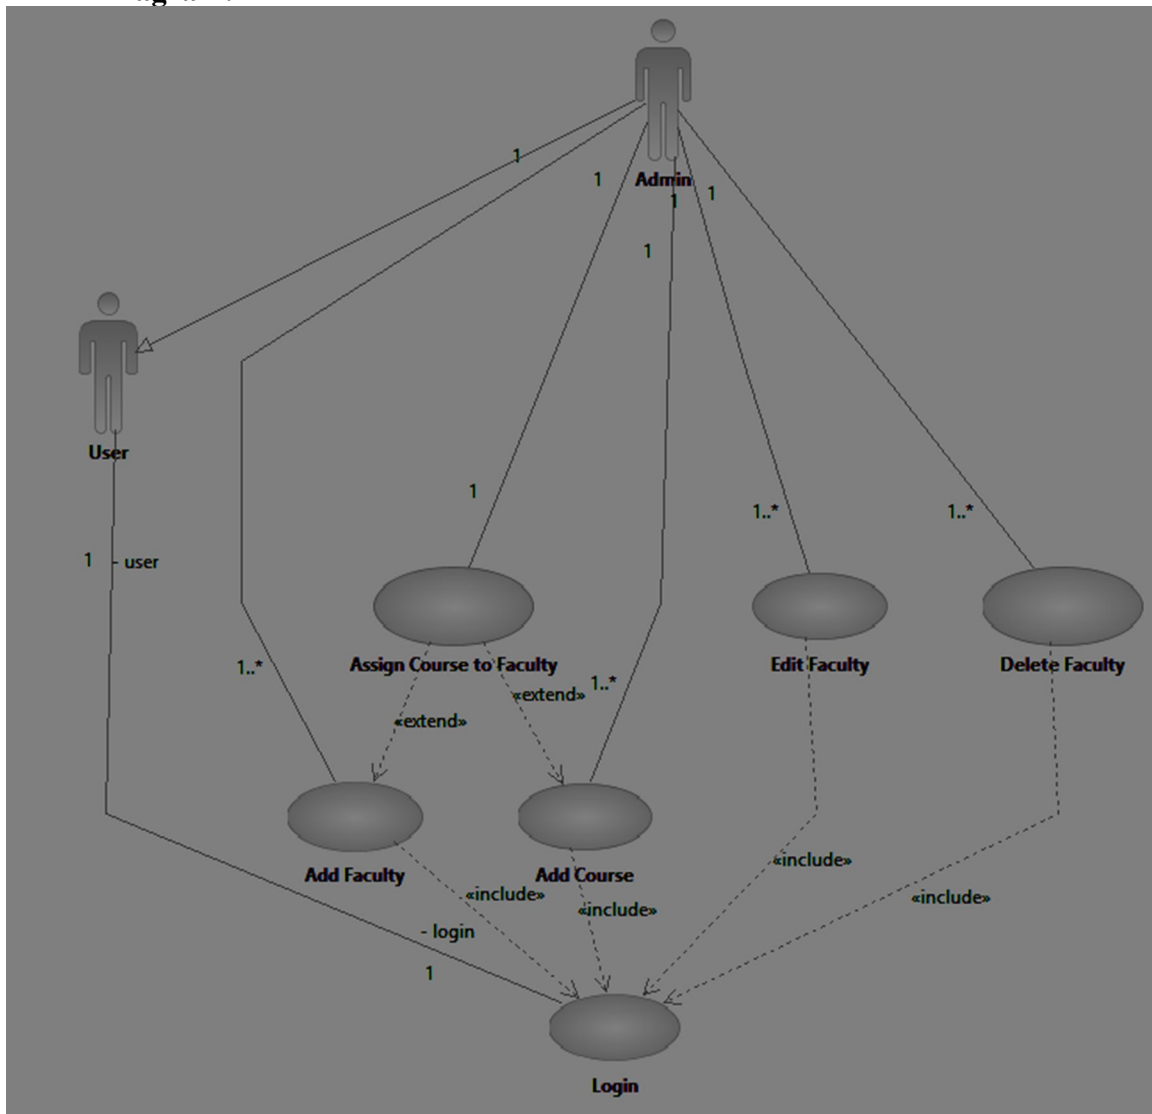 1
1
Admin
1
1
1
User
1
1..*
1..*
1
- user
Assign Course to Faculty
Edit Faculty
Delete Faculty
1..*
1..*
«extend»
«extend»
Add Faculty
Add Course
«include»
«include»
«include»
«include»
- login
1
Login